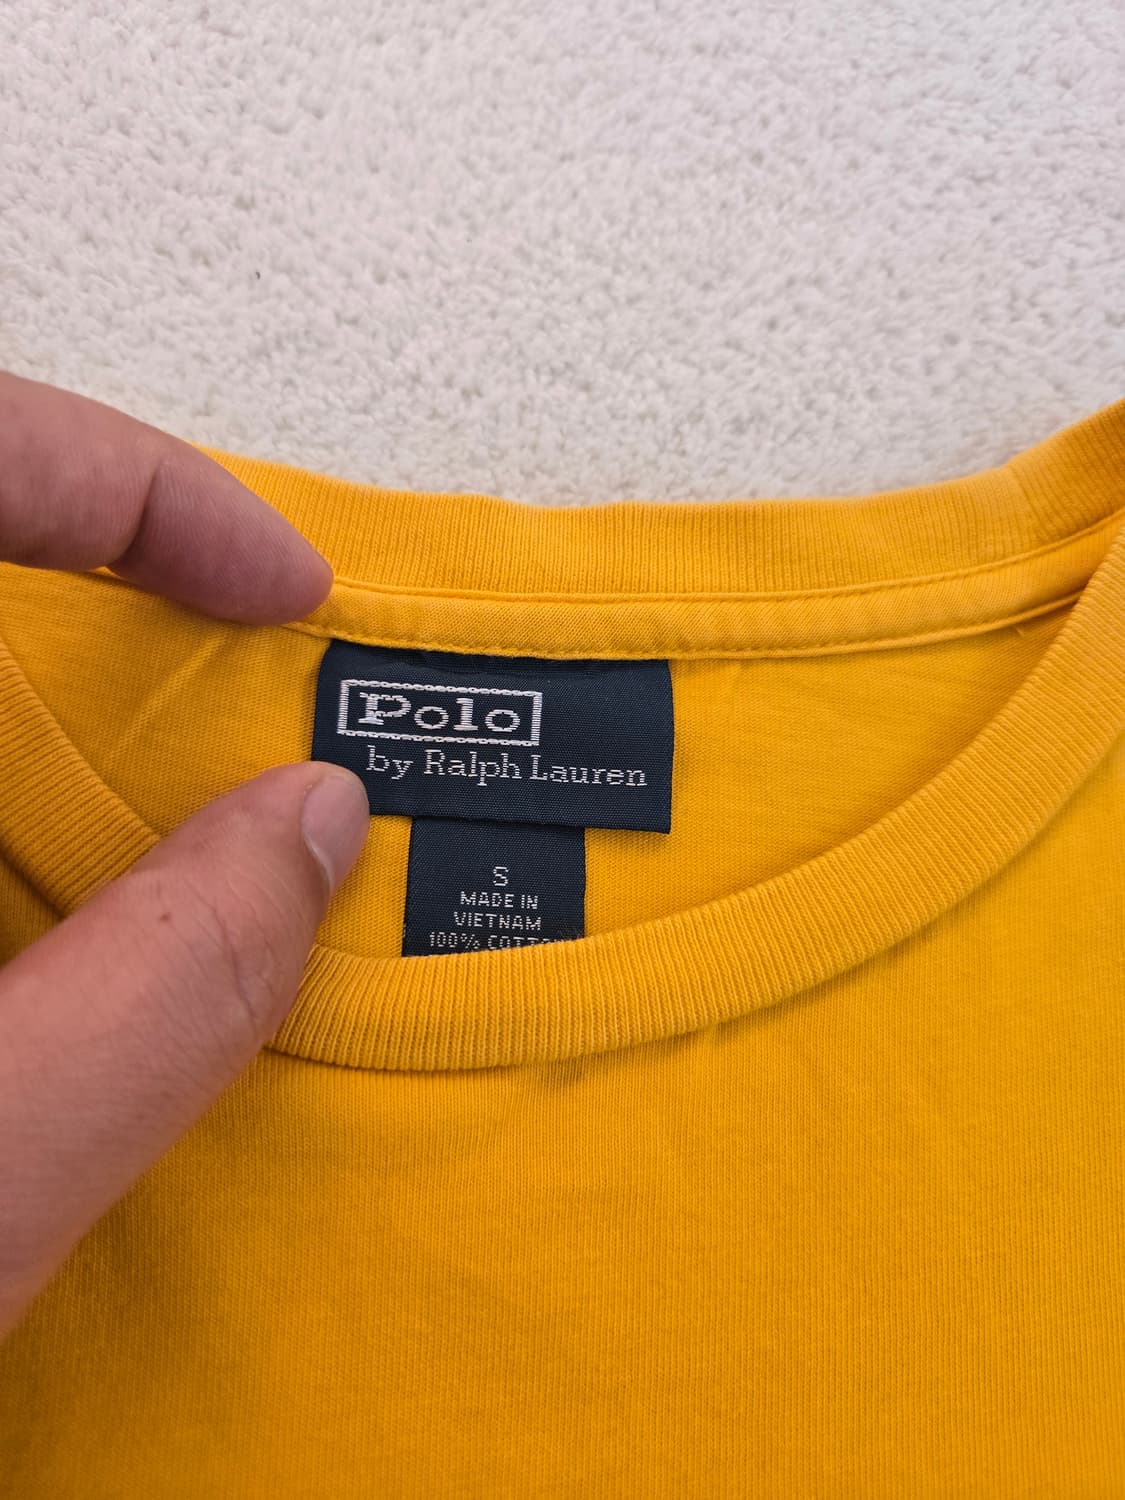 Polo
by Ralph Lauren
S
MADE IN
VIETNAM
100% COTTON